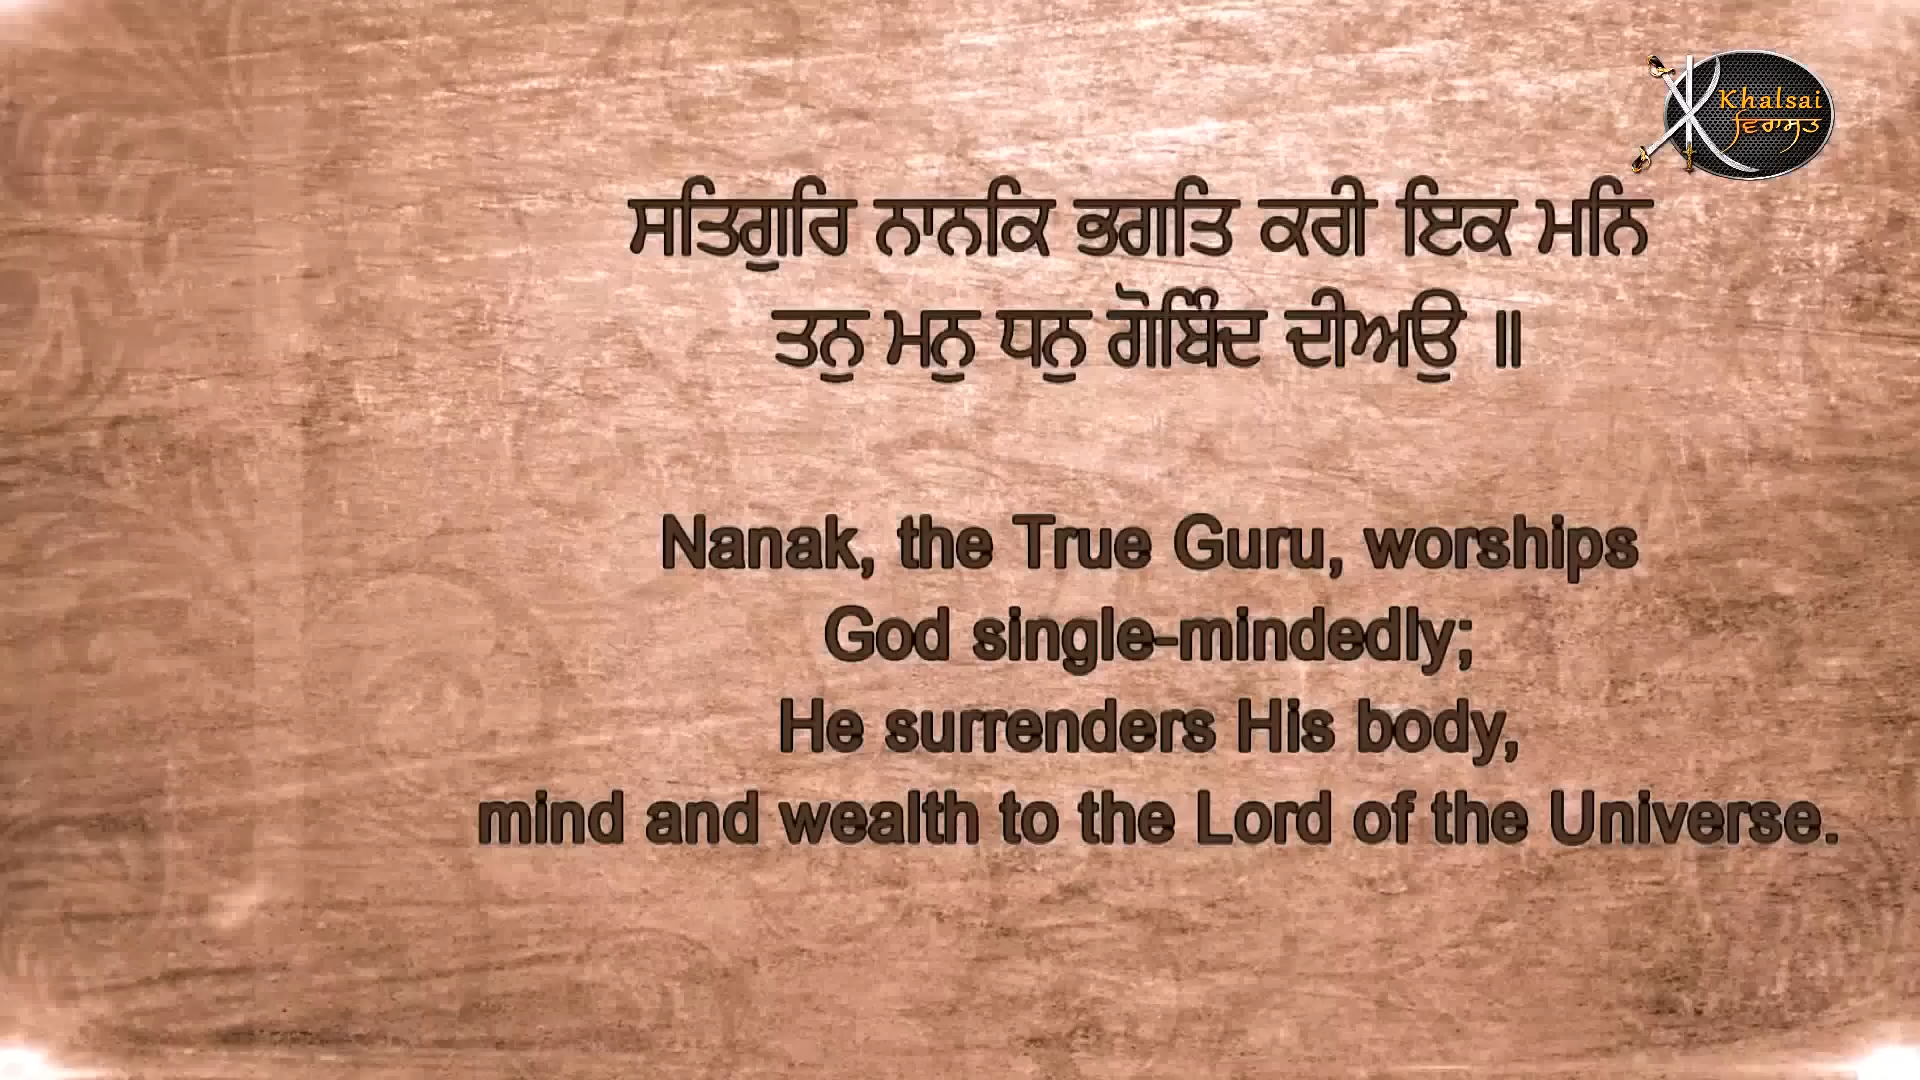 Khalsai
ਵਿਰਾਸਤ
ਸਤਿਗੁਰਿ ਨਾਨਕਿ ਭਗਤਿ ਕਰੀ ਇਕ ਮਨਿ
ਤਨੁ ਮਨੁ ਧਨੁ ਗੋਬਿੰਦ ਦੀਅਉ ॥
Nanak, the True Guru, worships
God single-mindedly;
He surrenders His body,
mind and wealth to the Lord of the Universe.